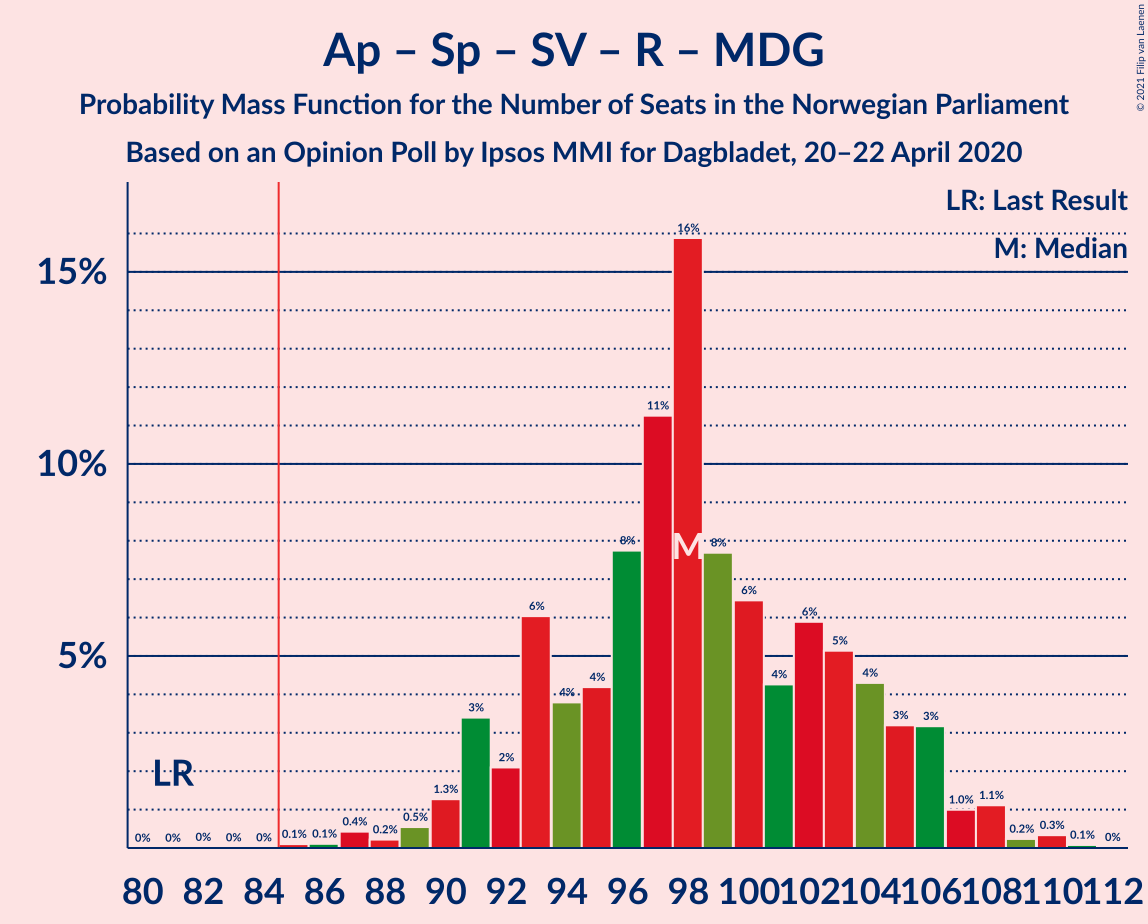 Ap – Sp – SV – R – MDG
Probability Mass Function for the Number of Seats in the Norwegian Parliament
Based on an Opinion Poll by Ipsos MMI for Dagbladet, 20–22 April 2020
© 2021 Filip van Laenen
LR: Last Result
M: Median
15%
10%
5%
LR
M
0% 0% 0% 0% 0% 0.1% 0.1% 0.4% 0.2% 0.5% 1.3% 3% 2% 6% 4% 4% 8% 11% 16% 8% 6% 4% 6% 5% 4% 3% 3% 1.0% 1.1% 0.2% 0.3% 0.1% 0%
80 82 84 86 88 90 92 94 96 98 100 102 104 106 108 110 112